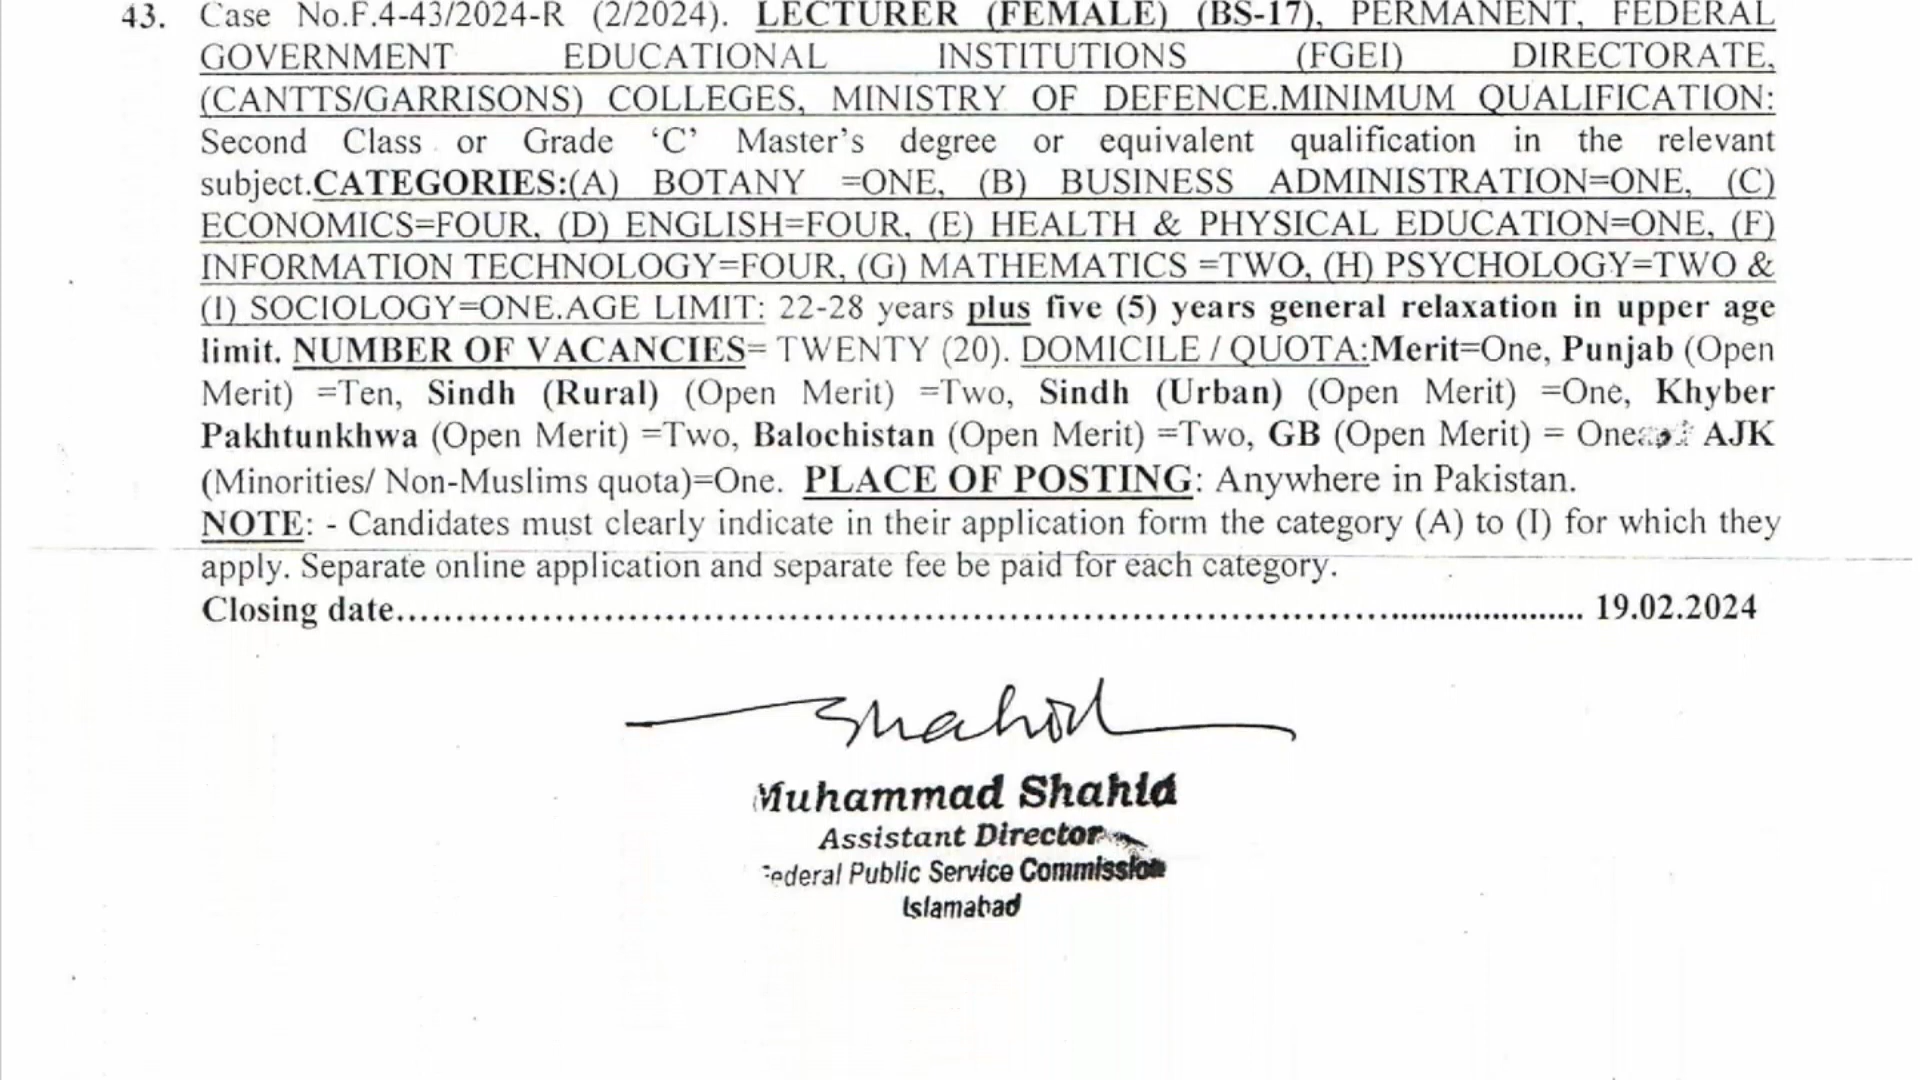 43. Case No.F.4-43/2024-R (2/2024). LECTURER (FEMALE) (BS-17), PERMANENT, FEDERAL
GOVERNMENT EDUCATIONAL INSTITUTIONS (FGEI) DIRECTORATE,
(CANTTS/GARRISONS) COLLEGES, MINISTRY OF DEFENCE.MINIMUM QUALIFICATION:
Second Class or Grade ‘C’ Master’s degree or equivalent qualification in the relevant
subject.CATEGORIES:(A) BOTANY =ONE, (B) BUSINESS ADMINISTRATION=ONE, (C)
ECONOMICS=FOUR, (D) ENGLISH=FOUR, (E) HEALTH & PHYSICAL EDUCATION=ONE, (F)
INFORMATION TECHNOLOGY=FOUR, (G) MATHEMATICS =TWO, (H) PSYCHOLOGY=TWO &
(I) SOCIOLOGY=ONE.AGE LIMIT: 22-28 years plus five (5) years general relaxation in upper age
limit. NUMBER OF VACANCIES= TWENTY (20). DOMICILE / QUOTA:Merit=One, Punjab (Open
Merit) =Ten, Sindh (Rural) (Open Merit) =Two, Sindh (Urban) (Open Merit) =One, Khyber
Pakhtunkhwa (Open Merit) =Two, Balochistan (Open Merit) =Two, GB (Open Merit) = One AJK
(Minorities/ Non-Muslims quota)=One. PLACE OF POSTING: Anywhere in Pakistan.
NOTE: - Candidates must clearly indicate in their application form the category (A) to (I) for which they
apply. Separate online application and separate fee be paid for each category.
Closing date.......................................................................................................... 19.02.2024
Shahid
Muhammad Shahid
Assistant Director
Federal Public Service Commission
Islamabad